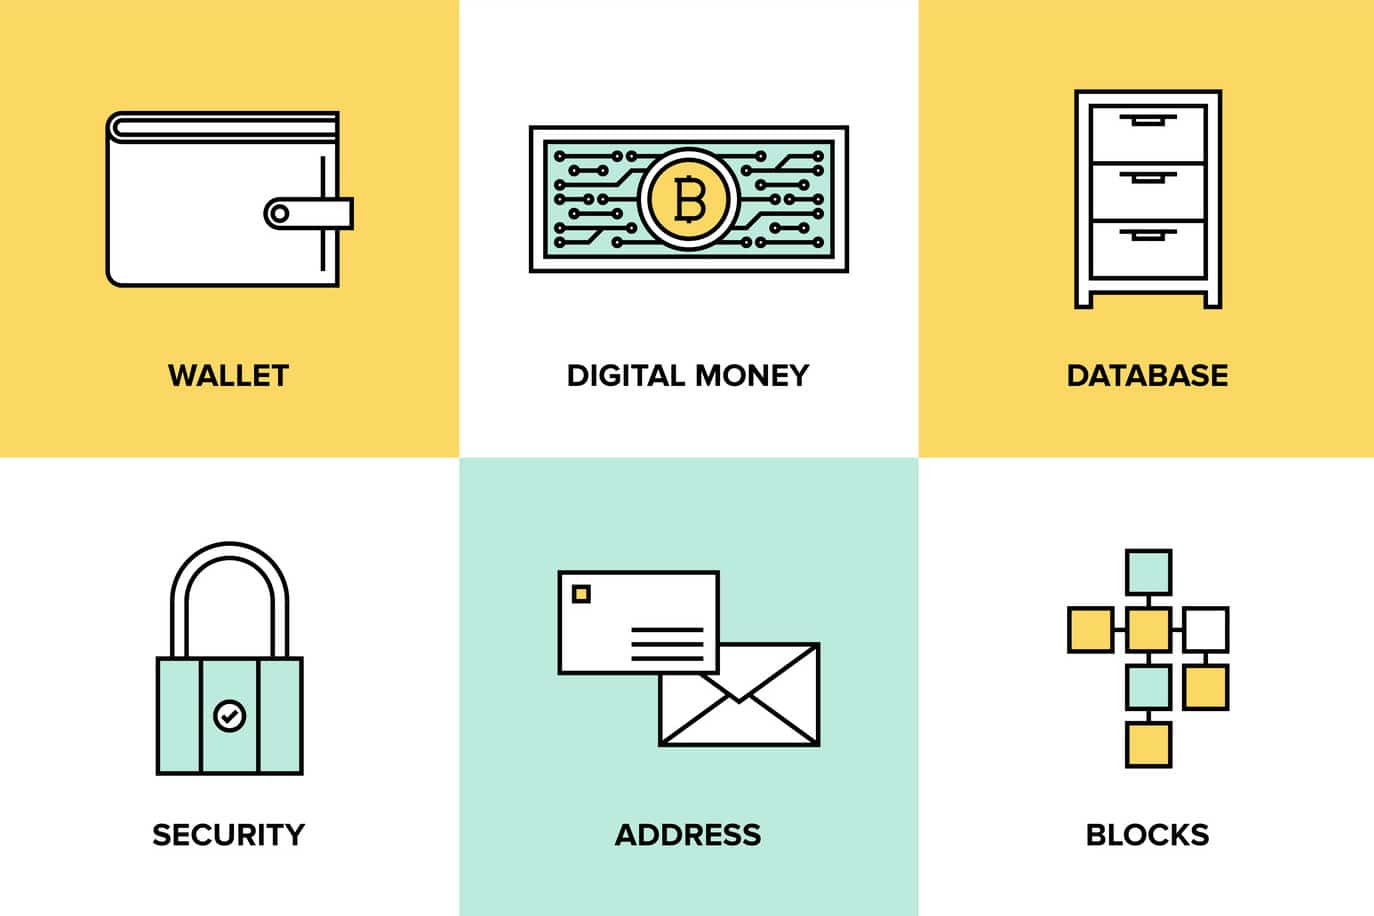 WALLET
DIGITAL MONEY
DATABASE
SECURITY
ADDRESS
BLOCKS